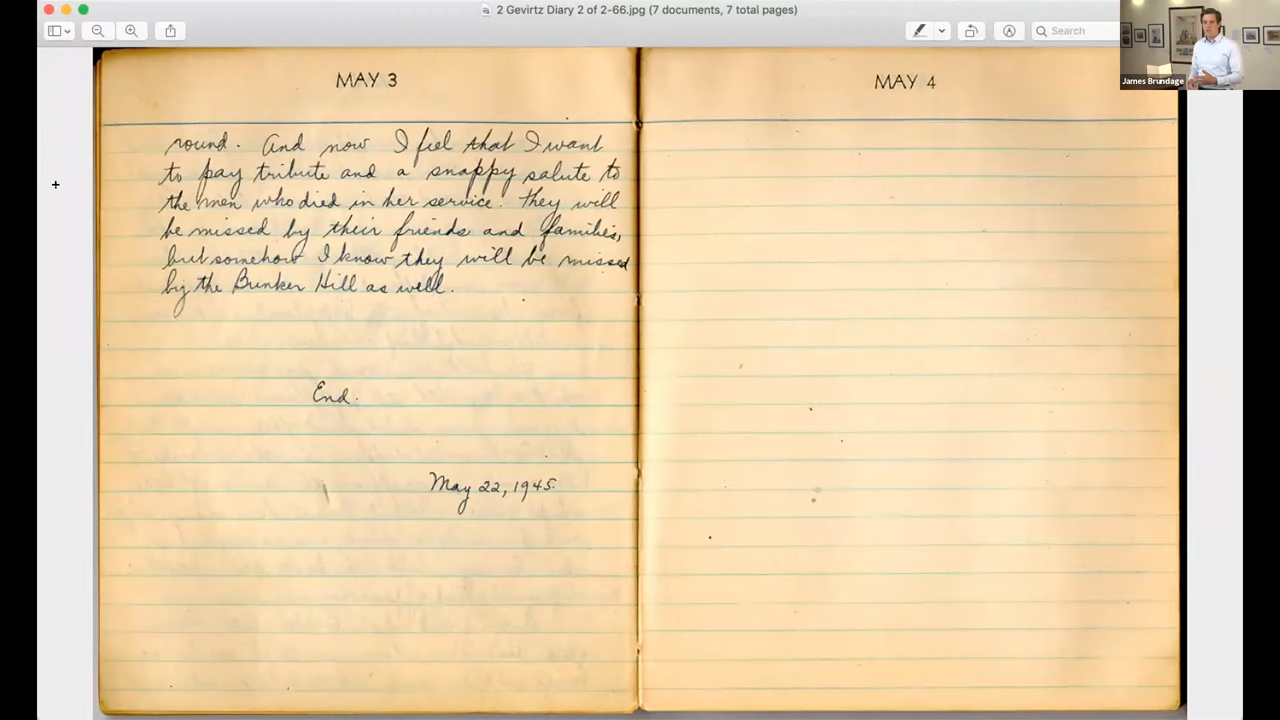 2 Gevirtz Diary 2 of 2-66.jpg (7 documents, 7 total pages)
Search
James Brundage
MAY 3
round. And now I feel that I want
to pay tribute and a snappy salute to
the men who died in her service. They will
be missed by their friends and families,
but somehow I know they will be missed
by the Bunker Hill as well.
End.
May 22, 1945.
MAY 4